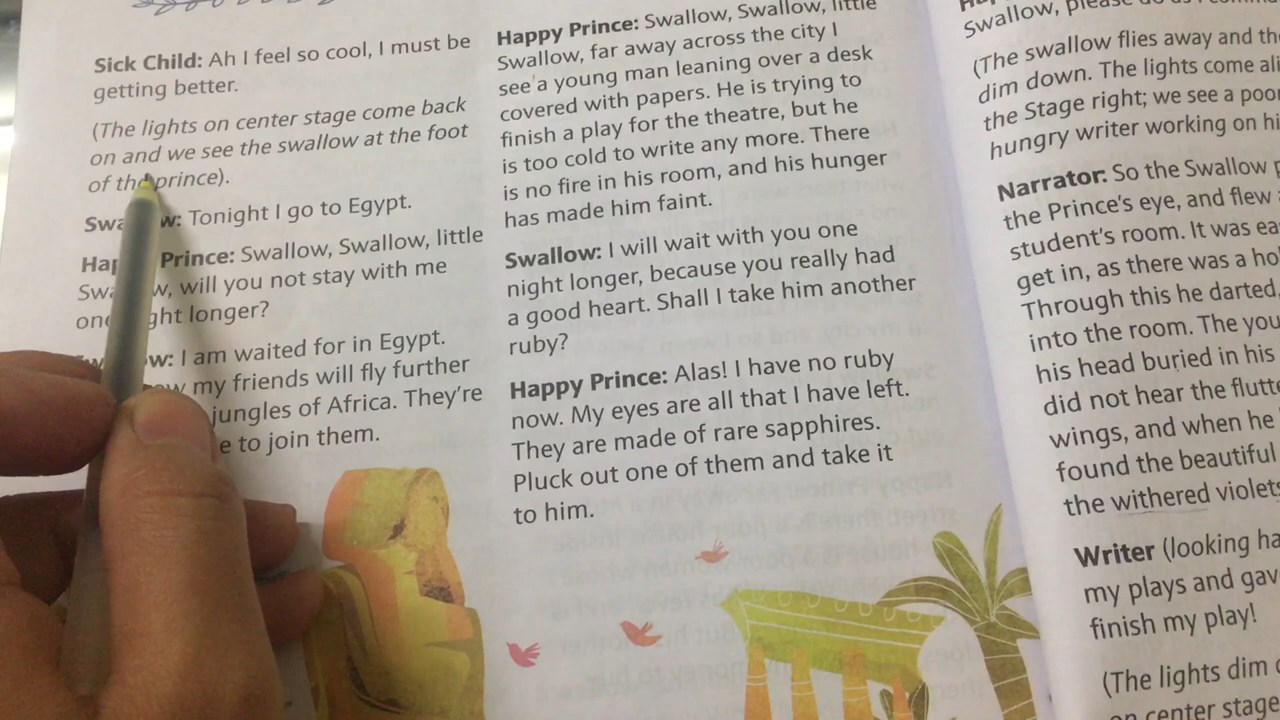 Sick Child: Ah I feel so cool, I must be
getting better.
(The lights on center stage come back
on and we see the swallow at the foot
of the prince).
Tonight I go to Egypt.
Prince: Swallow, Swallow, little
will you not stay with me
longer?
I am waited for in Egypt.
my friends will fly further
jungles of Africa. They're
to join them.
Happy Prince: Swallow, Swallow, little
Swallow, far away across the city I
see a young man leaning over a desk
covered with papers. He is trying to
finish a play for the theatre, but he
is too cold to write any more. There
is no fire in his room, and his hunger
has made him faint.
Swallow: I will wait with you one
night longer, because you really had
a good heart. Shall I take him another
ruby?
Happy Prince: Alas! I have no ruby
now. My eyes are all that I have left.
They are made of rare sapphires.
Pluck out one of them and take it
to him.
Swallow, please do as I
(The swallow flies away and
dim down. The lights come
the Stage right; we see a poor
hungry writer working on
Narrator: So the Swallow
the Prince's eye, and flew
student's room. It was
get in, as there was a
Through this he darted,
into the room. The
his head buried in his
did not hear the
wings, and when he
found the beautiful
the withered violets
Writer (looking
my plays and
finish my play!
(The lights dim
on center stage